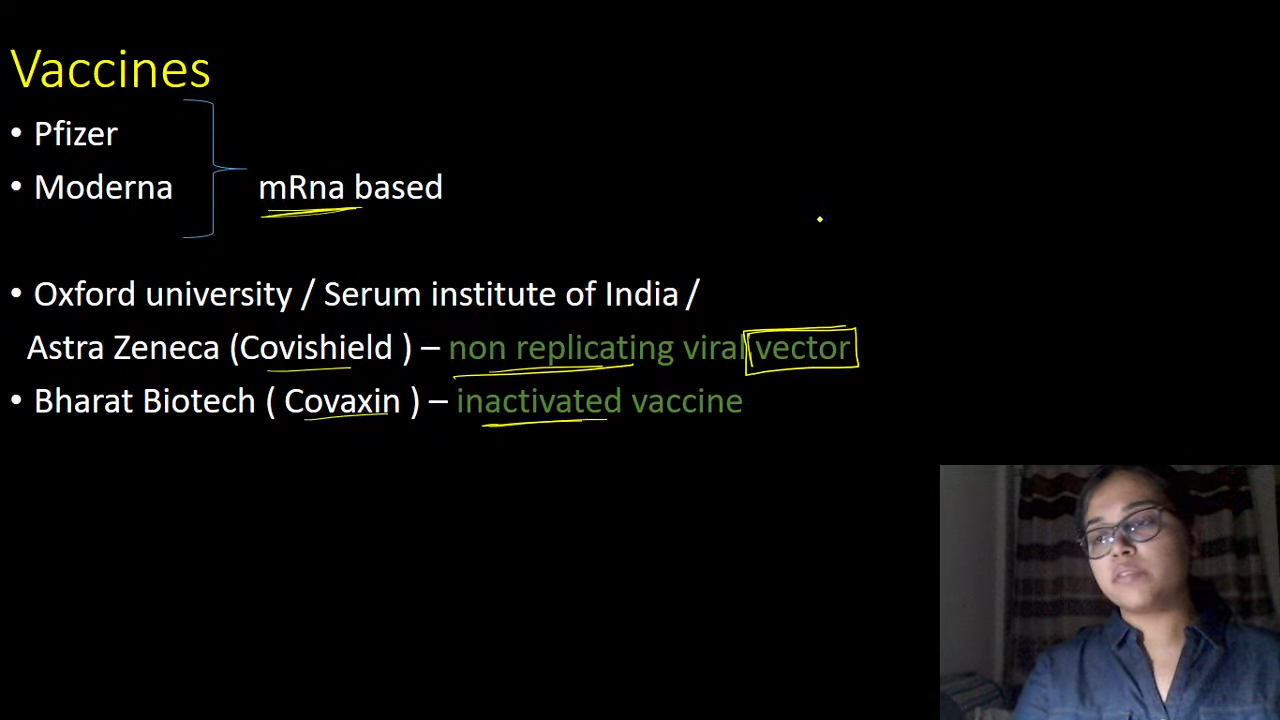 Vaccines
• Pfizer
• Moderna
mRna based
• Oxford university / Serum institute of India /
Astra Zeneca (Covishield ) – non replicating viral vector
• Bharat Biotech ( Covaxin ) – inactivated vaccine